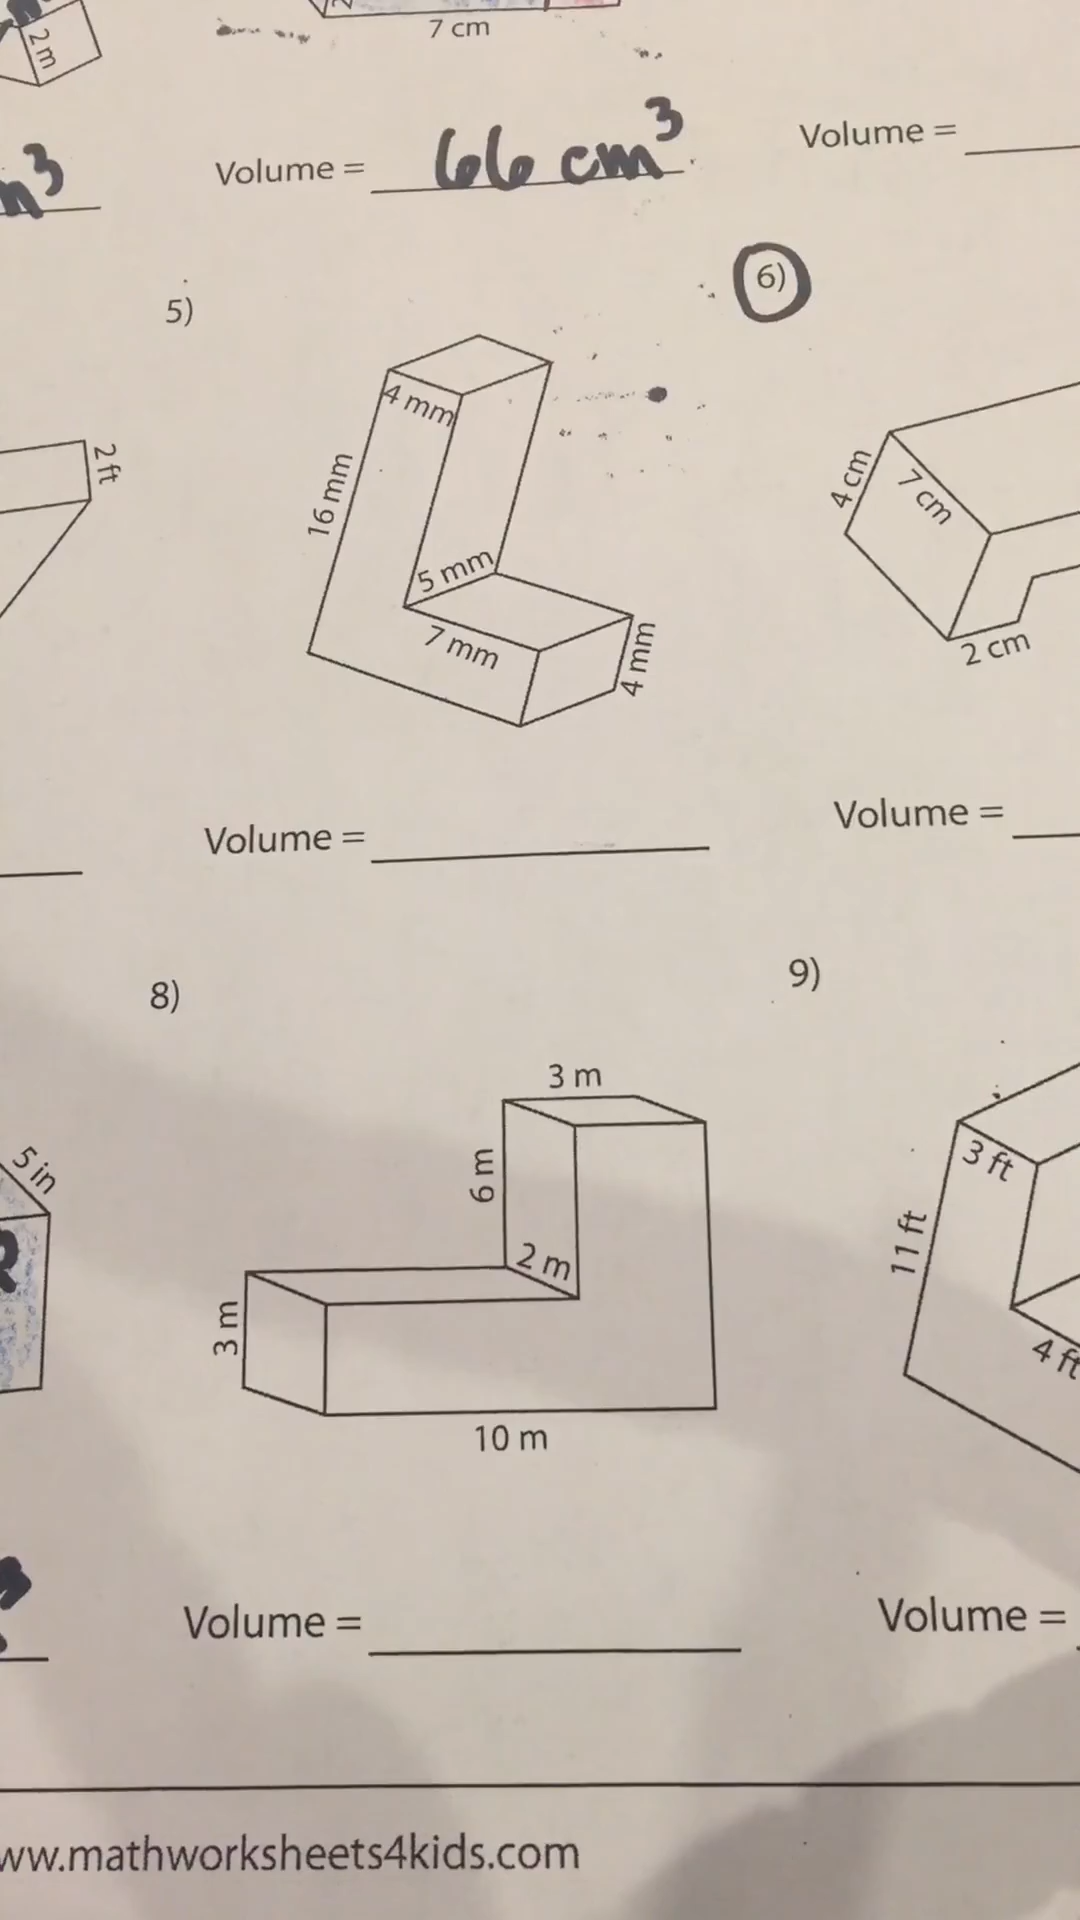 2 m
7 cm
Volume = 66 cm³
Volume =
5)
6)
4 mm
16 mm
5 mm
7 mm
4 mm
2 ft
4 cm
7 cm
2 cm
Volume =
Volume =
8)
9)
3 m
6 m
2 m
3 m
10 m
5 in
3 ft
11 ft
4 ft
Volume =
Volume =
ww.mathworksheets4kids.com